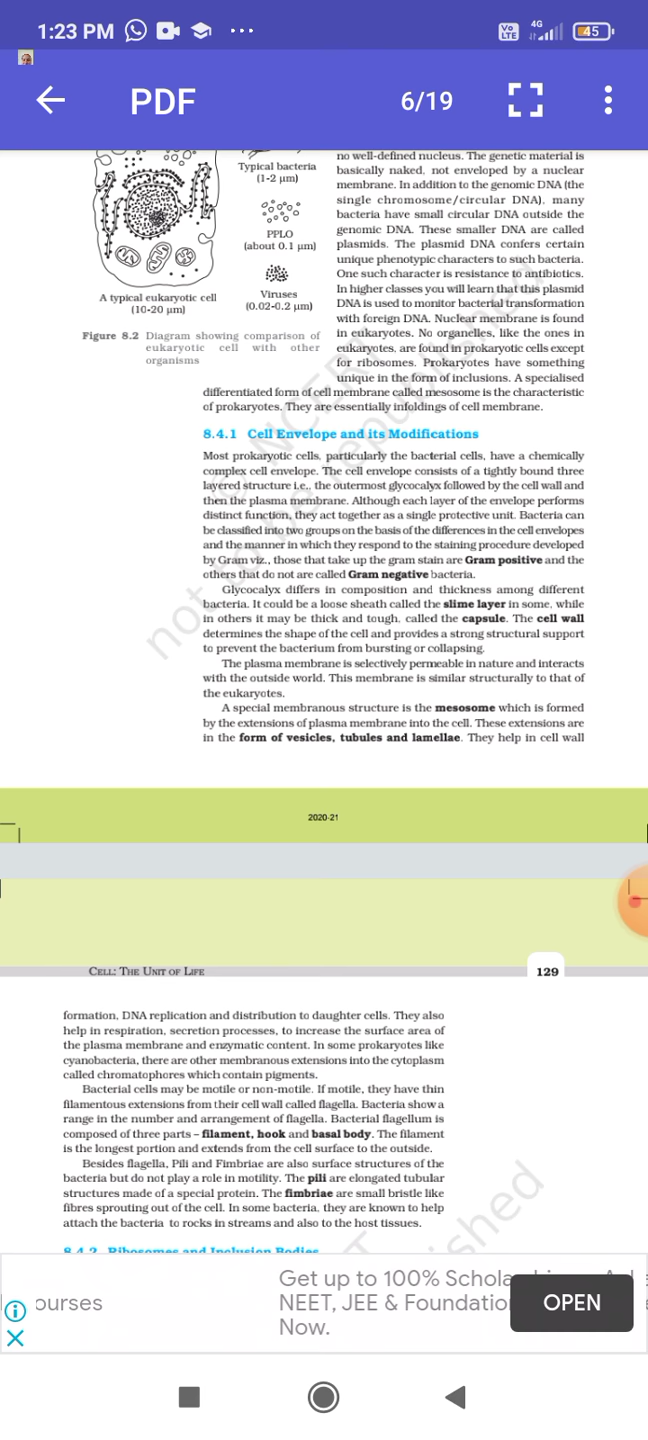 1:23 PM
4G
Vo
LTE
45
PDF
6/19
Typical bacteria
(1-2 µm)
PPLO
(about 0.1 µm)
Viruses
(0.02-0.2 µm)
A typical eukaryotic cell
(10-20 µm)
Figure 8.2 Diagram showing comparison of
eukaryotic cell with other
organisms
no well-defined nucleus. The genetic material is
basically naked, not enveloped by a nuclear
membrane. In addition to the genomic DNA (the
single chromosome/circular DNA), many
bacteria have small circular DNA outside the
genomic DNA. These smaller DNA are called
plasmids. The plasmid DNA confers certain
unique phenotypic characters to such bacteria.
One such character is resistance to antibiotics.
In higher classes you will learn that this plasmid
DNA is used to monitor bacterial transformation
with foreign DNA. Nuclear membrane is found
in eukaryotes. No organelles, like the ones in
eukaryotes, are found in prokaryotic cells except
for ribosomes. Prokaryotes have something
unique in the form of inclusions. A specialised
differentiated form of cell membrane called mesosome is the characteristic
of prokaryotes. They are essentially infoldings of cell membrane.
8.4.1 Cell Envelope and its Modifications
Most prokaryotic cells, particularly the bacterial cells, have a chemically
complex cell envelope. The cell envelope consists of a tightly bound three
layered structure i.e., the outermost glycocalyx followed by the cell wall and
then the plasma membrane. Although each layer of the envelope performs
distinct function, they act together as a single protective unit. Bacteria can
be classified into two groups on the basis of the differences in the cell envelopes
and the manner in which they respond to the staining procedure developed
by Gram viz., those that take up the gram stain are Gram positive and the
others that do not are called Gram negative bacteria.
Glycocalyx differs in composition and thickness among different
bacteria. It could be a loose sheath called the slime layer in some, while
in others it may be thick and tough, called the capsule. The cell wall
determines the shape of the cell and provides a strong structural support
to prevent the bacterium from bursting or collapsing.
The plasma membrane is selectively permeable in nature and interacts
with the outside world. This membrane is similar structurally to that of
the eukaryotes.
A special membranous structure is the mesosome which is formed
by the extensions of plasma membrane into the cell. These extensions are
in the form of vesicles, tubules and lamellae. They help in cell wall
© NCERT
not to be republished
2020-21
CELL: THE UNIT OF LIFE
129
formation, DNA replication and distribution to daughter cells. They also
help in respiration, secretion processes, to increase the surface area of
the plasma membrane and enzymatic content. In some prokaryotes like
cyanobacteria, there are other membranous extensions into the cytoplasm
called chromatophores which contain pigments.
Bacterial cells may be motile or non-motile. If motile, they have thin
filamentous extensions from their cell wall called flagella. Bacteria show a
range in the number and arrangement of flagella. Bacterial flagellum is
composed of three parts – filament, hook and basal body. The filament
is the longest portion and extends from the cell surface to the outside.
Besides flagella, Pili and Fimbriae are also surface structures of the
bacteria but do not play a role in motility. The pili are elongated tubular
structures made of a special protein. The fimbriae are small bristle like
fibres sprouting out of the cell. In some bacteria, they are known to help
attach the bacteria to rocks in streams and also to the host tissues.
8.4.2 Ribosomes and Inclusion Bodies
ourses
Get up to 100%
NEET, JEE &
Now.
OPEN